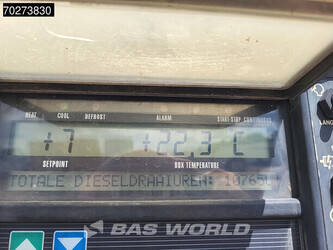 70273830
HEAT COOL DEFROST ALARM START-STOP CONTINUOUS
+7 +22,3 C
SETPOINT BOX TEMPERATURE
TOTALE DIESELDRAAIUREN: 10765U
BAS WORLD